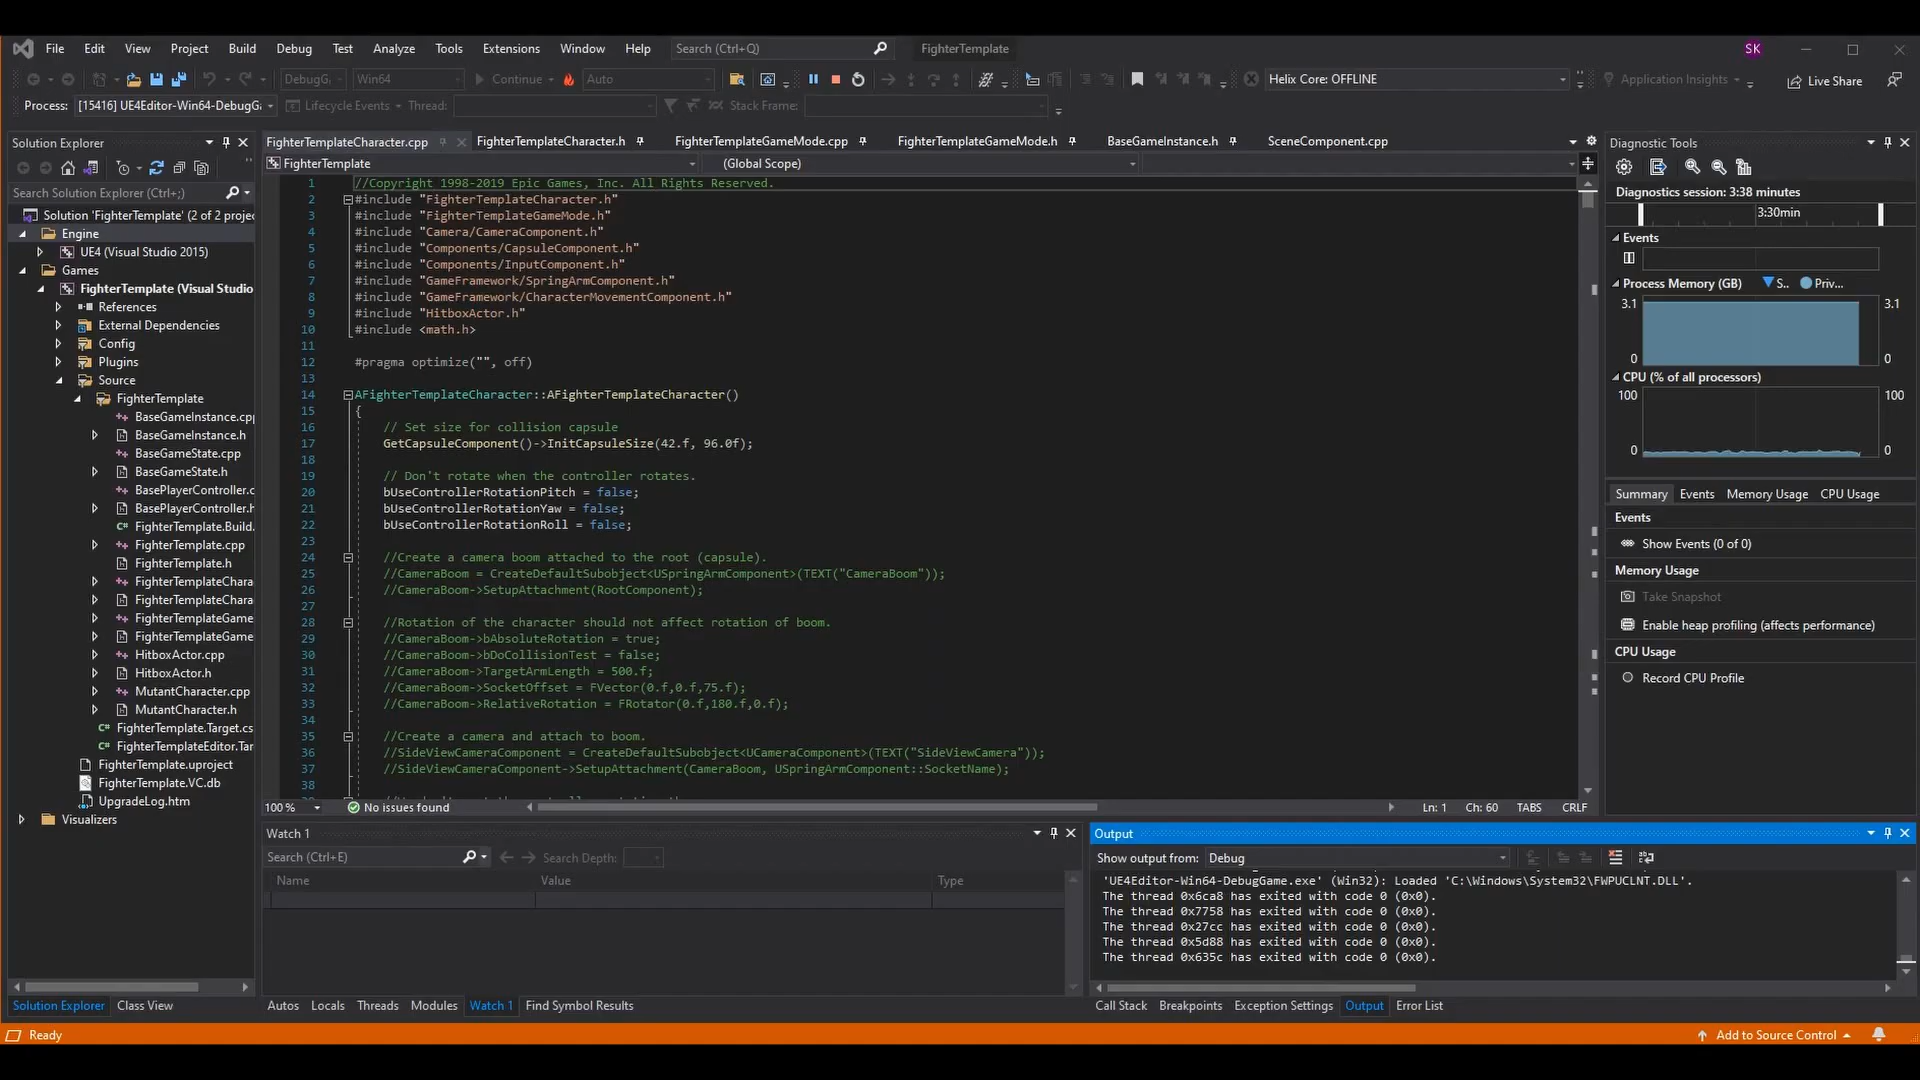 File Edit View Project Build Debug Test Analyze Tools Extensions Window Help Search (Ctrl+Q) FighterTemplate SK
DebugG Win64 Continue Auto Helix Core: OFFLINE Application Insights Live Share
Process: [15416] UE4Editor-Win64-DebugGa Lifecycle Events Thread: Stack Frame:
Solution Explorer
Search Solution Explorer (Ctrl+;)
Solution 'FighterTemplate' (2 of 2 projec
Engine
UE4 (Visual Studio 2015)
Games
FighterTemplate (Visual Studio
References
External Dependencies
Config
Plugins
Source
FighterTemplate
BaseGameInstance.cpp
BaseGameInstance.h
BaseGameState.cpp
BaseGameState.h
BasePlayerController.c
BasePlayerController.h
FighterTemplate.Build.
FighterTemplate.cpp
FighterTemplate.h
FighterTemplateChara
FighterTemplateChara
FighterTemplateGame
FighterTemplateGame
HitboxActor.cpp
HitboxActor.h
MutantCharacter.cpp
MutantCharacter.h
FighterTemplate.Target.cs
FighterTemplateEditor.Tar
FighterTemplate.uproject
FighterTemplate.VC.db
UpgradeLog.htm
Visualizers
Solution Explorer Class View
FighterTemplateCharacter.cpp FighterTemplateCharacter.h FighterTemplateGameMode.cpp FighterTemplateGameMode.h BaseGameInstance.h SceneComponent.cpp
FighterTemplate (Global Scope)
1 //Copyright 1998-2019 Epic Games, Inc. All Rights Reserved.
2 #include "FighterTemplateCharacter.h"
3 #include "FighterTemplateGameMode.h"
4 #include "Camera/CameraComponent.h"
5 #include "Components/CapsuleComponent.h"
6 #include "Components/InputComponent.h"
7 #include "GameFramework/SpringArmComponent.h"
8 #include "GameFramework/CharacterMovementComponent.h"
9 #include "HitboxActor.h"
10 #include <math.h>
11
12 #pragma optimize("", off)
13
14 AFighterTemplateCharacter::AFighterTemplateCharacter()
15 {
16 // Set size for collision capsule
17 GetCapsuleComponent()->InitCapsuleSize(42.f, 96.0f);
18
19 // Don't rotate when the controller rotates.
20 bUseControllerRotationPitch = false;
21 bUseControllerRotationYaw = false;
22 bUseControllerRotationRoll = false;
23
24 //Create a camera boom attached to the root (capsule).
25 //CameraBoom = CreateDefaultSubobject<USpringArmComponent>(TEXT("CameraBoom"));
26 //CameraBoom->SetupAttachment(RootComponent);
27
28 //Rotation of the character should not affect rotation of boom.
29 //CameraBoom->bAbsoluteRotation = true;
30 //CameraBoom->bDoCollisionTest = false;
31 //CameraBoom->TargetArmLength = 500.f;
32 //CameraBoom->SocketOffset = FVector(0.f,0.f,75.f);
33 //CameraBoom->RelativeRotation = FRotator(0.f,180.f,0.f);
34
35 //Create a camera and attach to boom.
36 //SideViewCameraComponent = CreateDefaultSubobject<UCameraComponent>(TEXT("SideViewCamera"));
37 //SideViewCameraComponent->SetupAttachment(CameraBoom, USpringArmComponent::SocketName);
38
100 % No issues found Ln: 1 Ch: 60 TABS CRLF
Watch 1
Search (Ctrl+E) Search Depth:
Name Value Type
Autos Locals Threads Modules Watch 1 Find Symbol Results
Output
Show output from: Debug
'UE4Editor-Win64-DebugGame.exe' (Win32): Loaded 'C:\Windows\System32\FWPUCLNT.DLL'.
The thread 0x6ca8 has exited with code 0 (0x0).
The thread 0x7758 has exited with code 0 (0x0).
The thread 0x27cc has exited with code 0 (0x0).
The thread 0x5d88 has exited with code 0 (0x0).
The thread 0x635c has exited with code 0 (0x0).
Call Stack Breakpoints Exception Settings Output Error List
Diagnostic Tools
Diagnostics session: 3:38 minutes
3:30min
Events
Process Memory (GB) S.. Priv...
3.1 3.1
0 0
CPU (% of all processors)
100 100
0 0
Summary Events Memory Usage CPU Usage
Events
Show Events (0 of 0)
Memory Usage
Take Snapshot
Enable heap profiling (affects performance)
CPU Usage
Record CPU Profile
Ready Add to Source Control